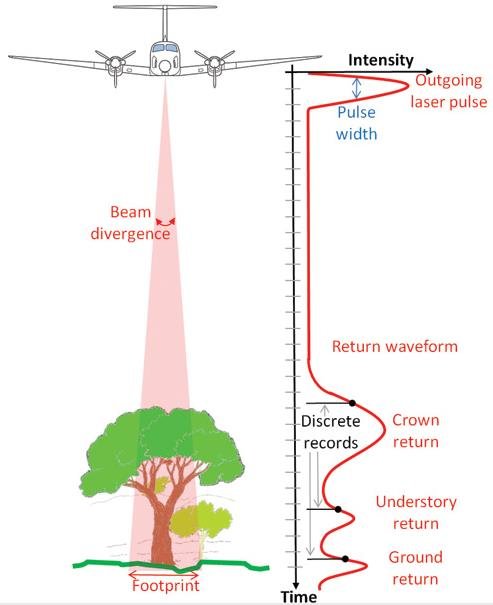 Intensity
Outgoing
laser pulse
Pulse
width
Beam
divergence
Return waveform
Discrete
records
Crown
return
Understory
return
Ground
return
Footprint
Time